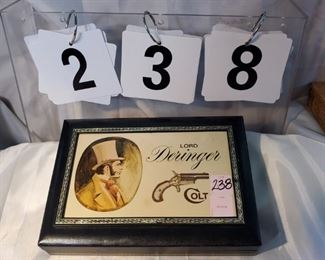 2 3 8
LORD
Deringer
238
COLT